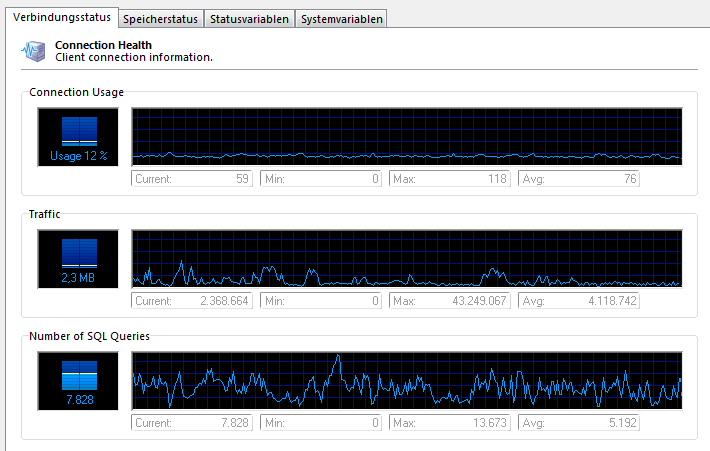 Verbindungsstatus Speicherstatus Statusvariablen Systemvariablen
Connection Health
Client connection information.
Connection Usage
Usage 12 %
Current: 59 Min: 0 Max: 118 Avg: 76
Traffic
2,3 MB
Current: 2.368.664 Min: 0 Max: 43.249.067 Avg: 4.118.742
Number of SQL Queries
7.828
Current: 7.828 Min: 0 Max: 13.673 Avg: 5.192